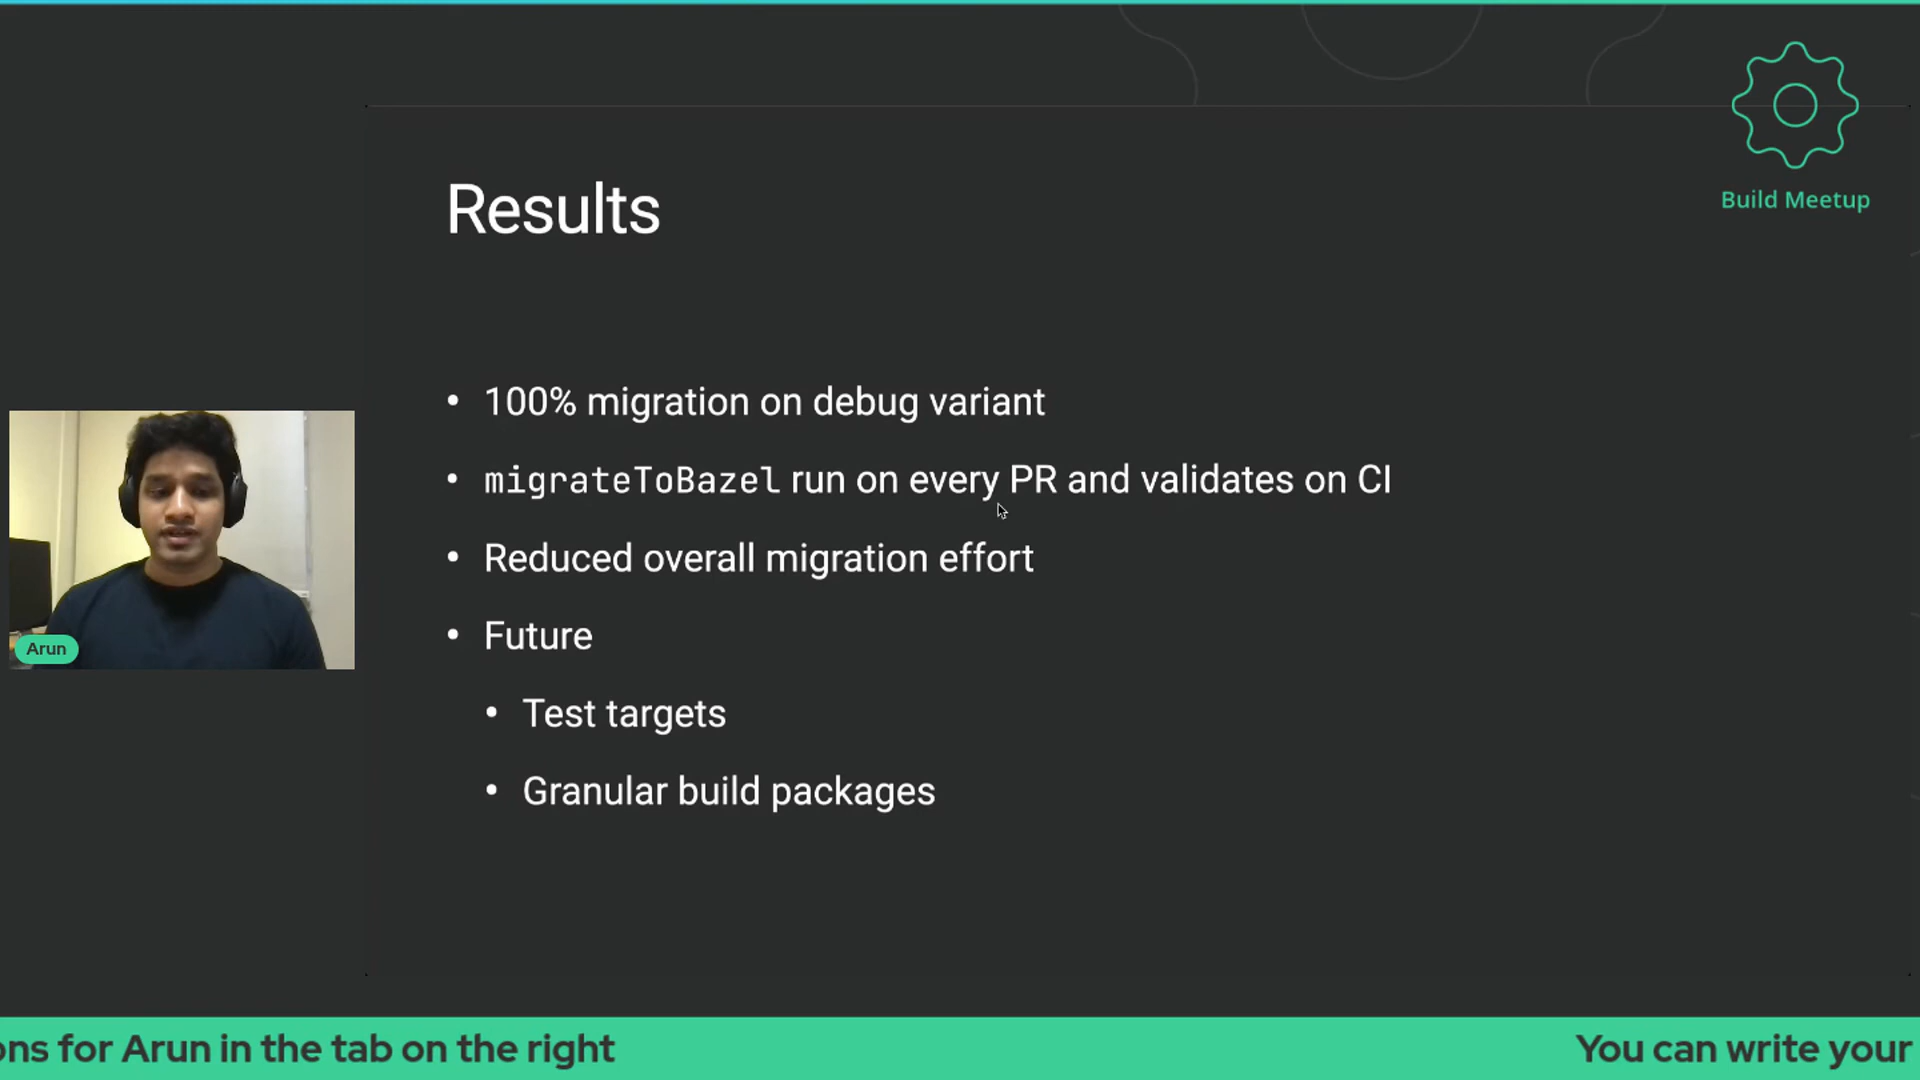 Build Meetup
Results
• 100% migration on debug variant
• migrateToBazel run on every PR and validates on CI
• Reduced overall migration effort
• Future
• Test targets
• Granular build packages
Arun
ons for Arun in the tab on the right
You can write your